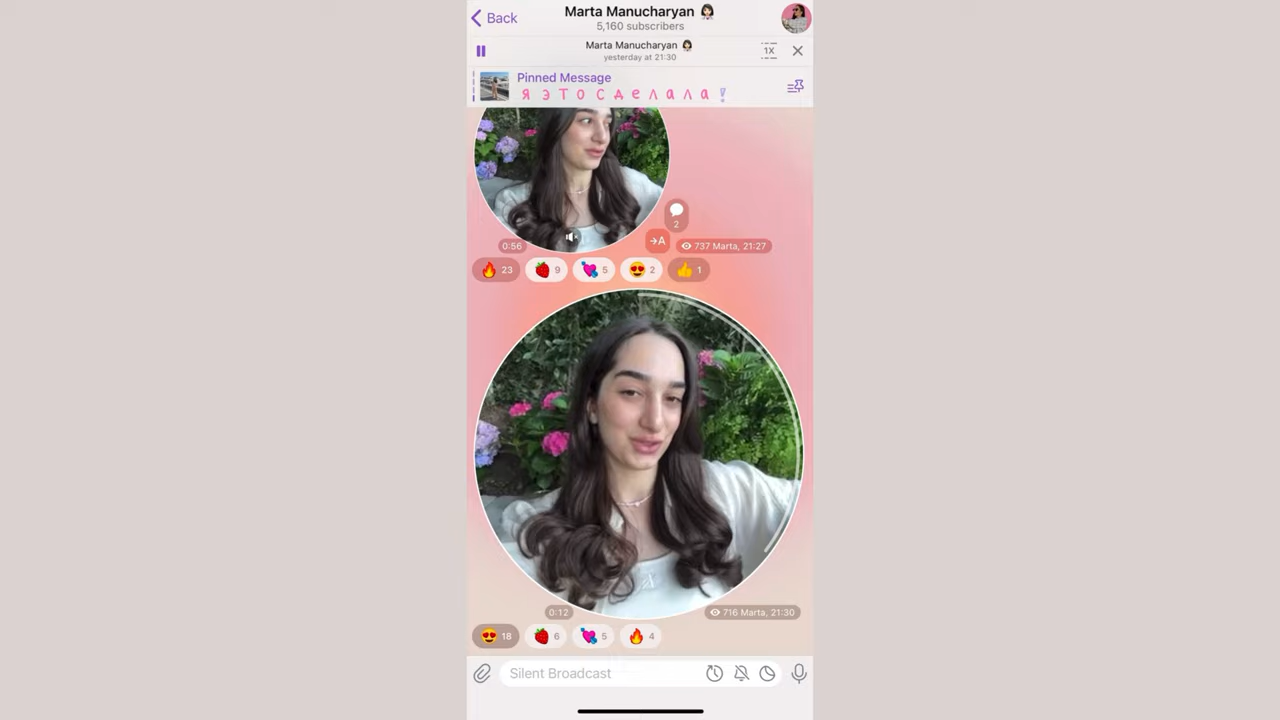 Back
Marta Manucharyan
5,160 subscribers
Marta Manucharyan
yesterday at 21:30
1X
Pinned Message
я э т о с д е л а л а !
2
0:56
→A
737 Marta, 21:27
23
9
5
2
1
0:12
716 Marta, 21:30
18
6
5
4
Silent Broadcast